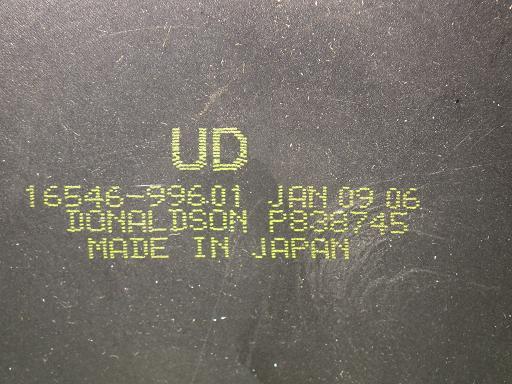 UD
16546-99601 JAN 09 06
DONALDSON P838745
MADE IN JAPAN